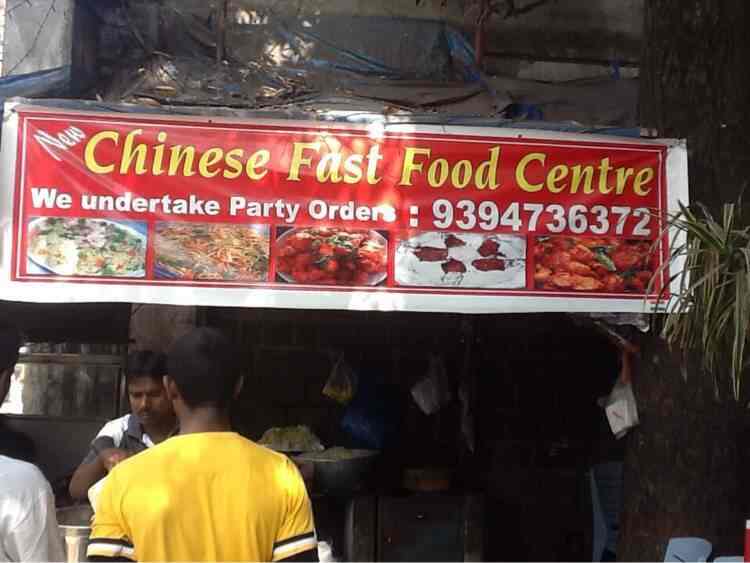 New
Chinese Fast Food Centre
We undertake Party Orders : 9394736372